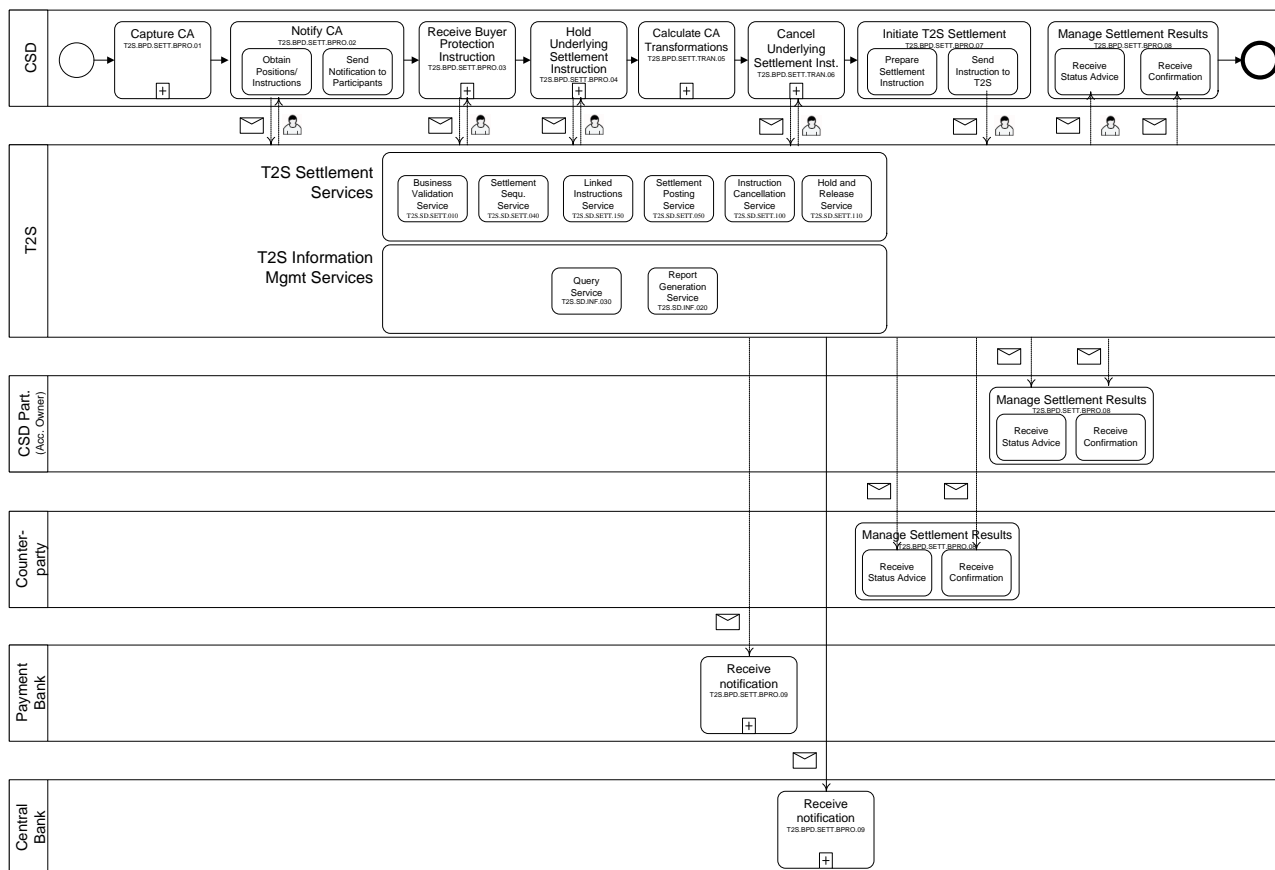 CSD
Capture CA
T2S.BPD.SETT.BPRO.01
Notify CA
T2S.BPD.SETT.BPRO.02
Obtain
Positions/
Instructions
Send
Notification to
Participants
Receive Buyer
Protection
Instruction
T2S.BPD.SETT.BPRO.03
Hold
Underlying
Settlement
Instruction
T2S.BPD.SETT.BPRO.04
Calculate CA
Transformations
T2S.BPD.SETT.TRAN.05
Cancel
Underlying
Settlement Inst.
T2S.BPD.SETT.TRAN.06
Initiate T2S Settlement
T2S.BPD.SETT.BPRO.07
Prepare
Settlement
Instruction
Send
Instruction to
T2S
Manage Settlement Results
T2S.BPD.SETT.BPRO.08
Receive
Status Advice
Receive
Confirmation
T2S
T2S Settlement
Services
Business
Validation
Service
T2S.SD.SETT.010
Settlement
Sequ.
Service
T2S.SD.SETT.040
Linked
Instructions
Service
T2S.SD.SETT.150
Settlement
Posting
Service
T2S.SD.SETT.050
Instruction
Cancellation
Service
T2S.SD.SETT.100
Hold and
Release
Service
T2S.SD.SETT.110
T2S Information
Mgmt Services
Query
Service
T2S.SD.INF.030
Report
Generation
Service
T2S.SD.INF.020
CSD Part.
(Acc. Owner)
Manage Settlement Results
T2S.BPD.SETT.BPRO.08
Receive
Status Advice
Receive
Confirmation
Counter-
party
Manage Settlement Results
T2S.BPD.SETT.BPRO.08
Receive
Status Advice
Receive
Confirmation
Payment
Bank
Receive
notification
T2S.BPD.SETT.BPRO.09
Central
Bank
Receive
notification
T2S.BPD.SETT.BPRO.09